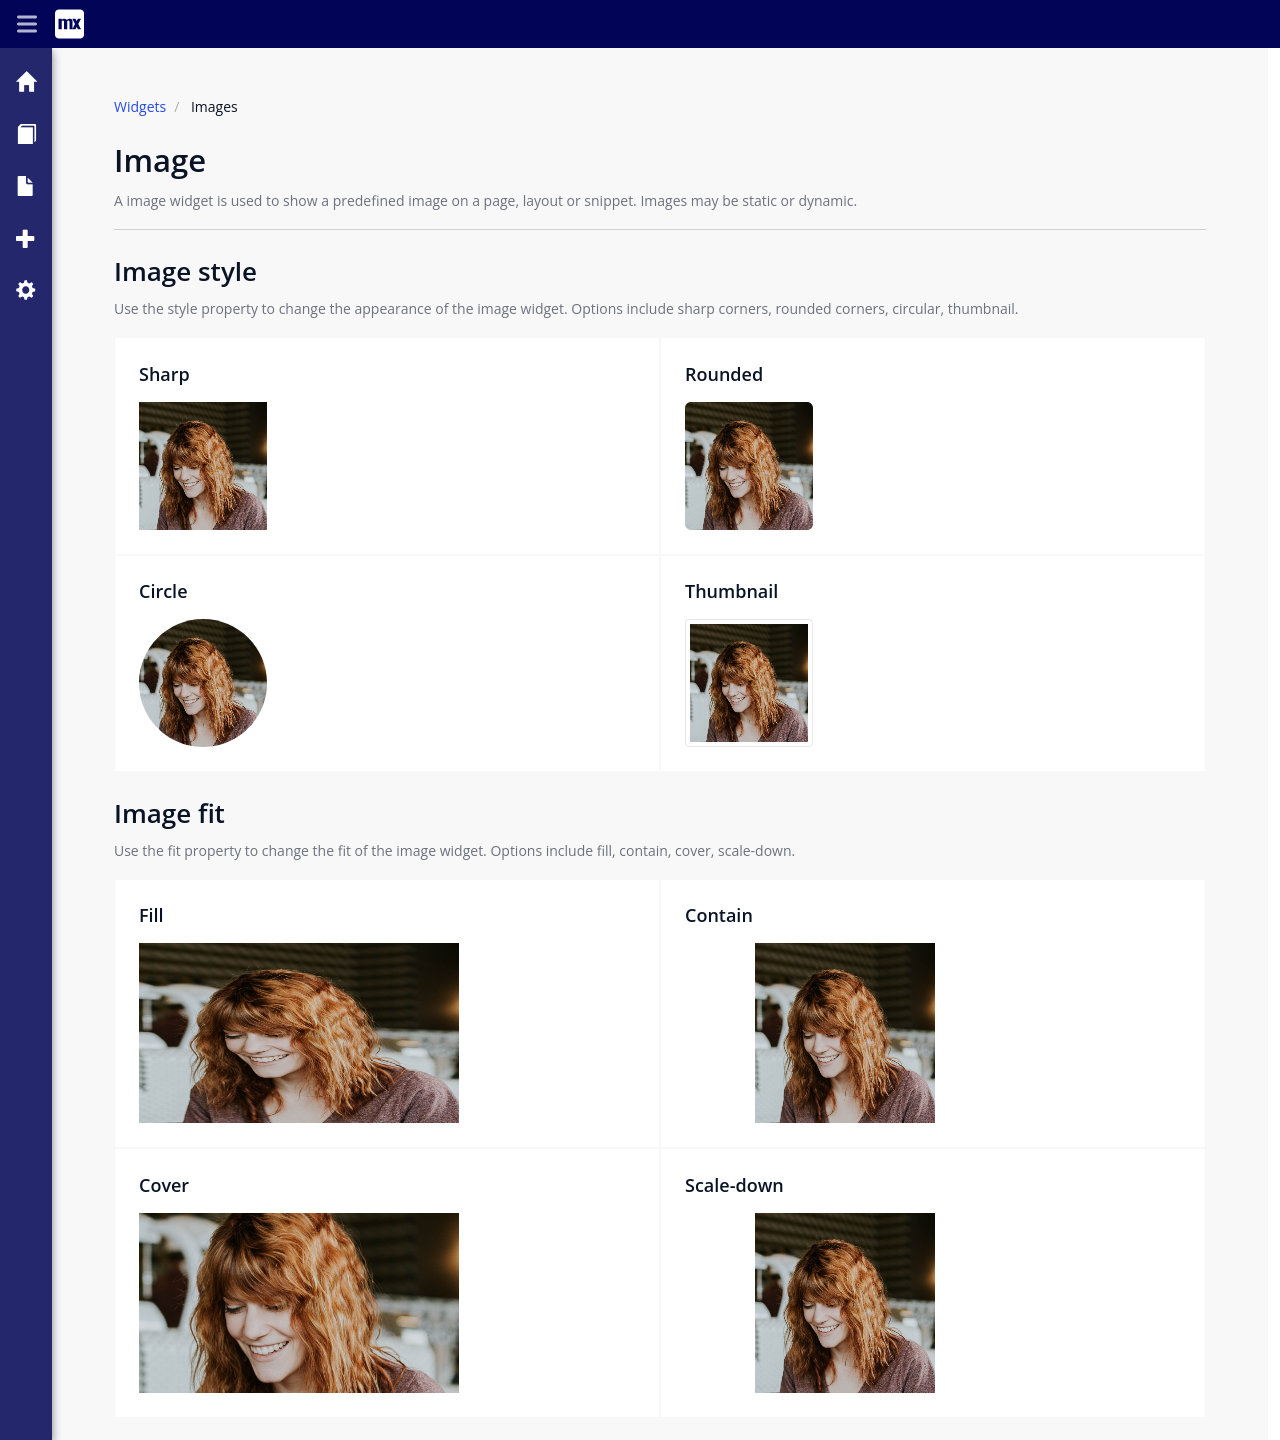 mx
Widgets / Images
Image
A image widget is used to show a predefined image on a page, layout or snippet. Images may be static or dynamic.
Image style
Use the style property to change the appearance of the image widget. Options include sharp corners, rounded corners, circular, thumbnail.
Sharp
Rounded
Circle
Thumbnail
Image fit
Use the fit property to change the fit of the image widget. Options include fill, contain, cover, scale-down.
Fill
Contain
Cover
Scale-down